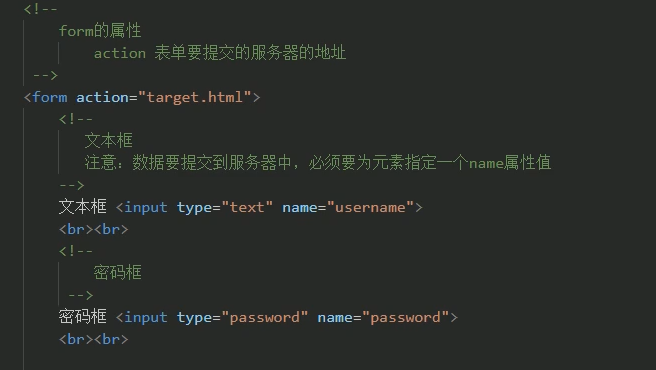 <!--
form的属性
action 表单要提交的服务器的地址
-->
<form action="target.html">
<!--
文本框
注意：数据要提交到服务器中，必须要为元素指定一个name属性值
-->
文本框 <input type="text" name="username">
<br><br>
<!--
密码框
-->
密码框 <input type="password" name="password">
<br><br>